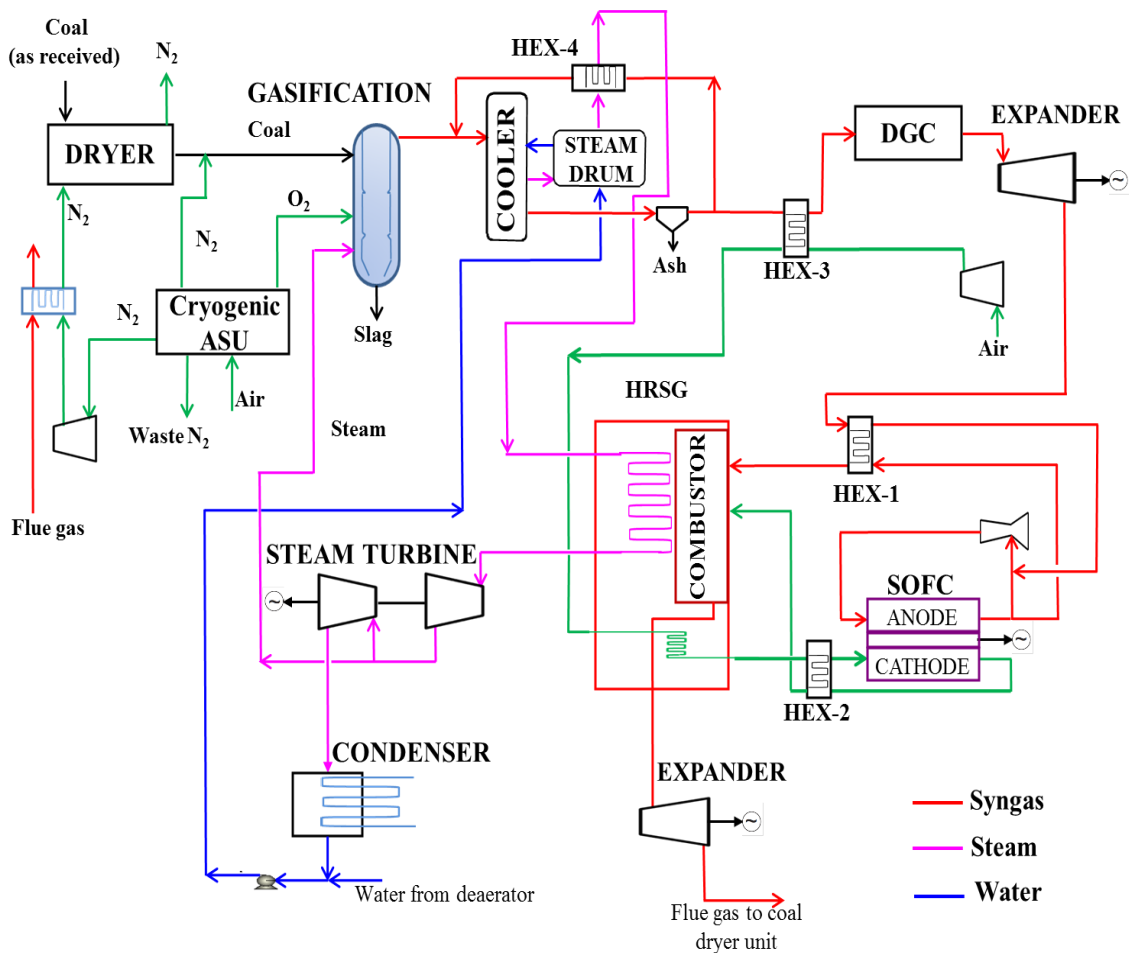 Coal
(as received)
N2
HEX-4
GASIFICATION
Coal
DRYER
COOLER
STEAM
DRUM
DGC
EXPANDER
~
N2
N2
O2
Ash
HEX-3
N2
Cryogenic
ASU
Slag
Air
Air
Waste N2
Steam
HRSG
Flue gas
COMBUSTOR
HEX-1
STEAM TURBINE
~
SOFC
ANODE
~
CATHODE
HEX-2
CONDENSER
EXPANDER
~
Syngas
Steam
Water
Water from deaerator
Flue gas to coal
dryer unit